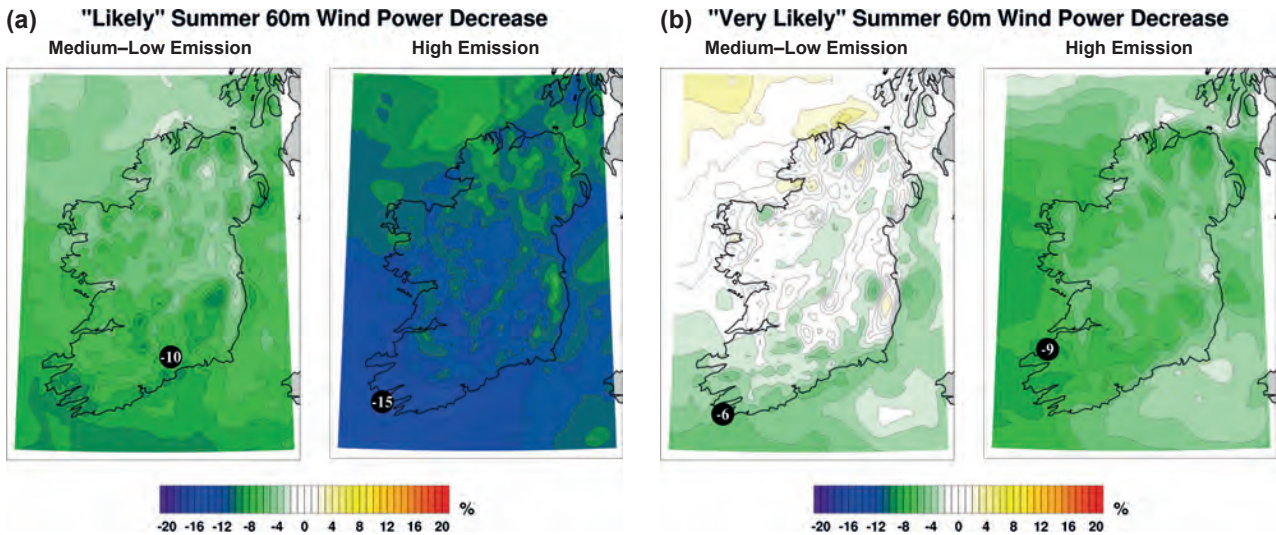 (a) "Likely" Summer 60m Wind Power Decrease
Medium–Low Emission High Emission
-10
-15
-20 -16 -12 -8 -4 0 4 8 12 16 20 %
(b) "Very Likely" Summer 60m Wind Power Decrease
Medium–Low Emission High Emission
-6
-9
-20 -16 -12 -8 -4 0 4 8 12 16 20 %